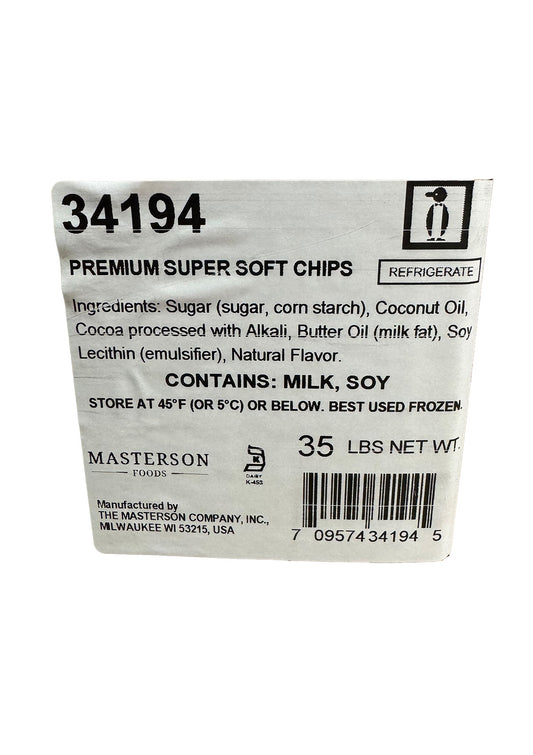 34194
PREMIUM SUPER SOFT CHIPS
REFRIGERATE
Ingredients: Sugar (sugar, corn starch), Coconut Oil,
Cocoa processed with Alkali, Butter Oil (milk fat), Soy
Lecithin (emulsifier), Natural Flavor.
CONTAINS: MILK, SOY
STORE AT 45°F (OR 5°C) OR BELOW. BEST USED FROZEN.
35 LBS NET WT.
MASTERSON
FOODS
K
DAIRY
K-453
Manufactured by
THE MASTERSON COMPANY, INC.,
MILWAUKEE WI 53215, USA
7 0957434194 5